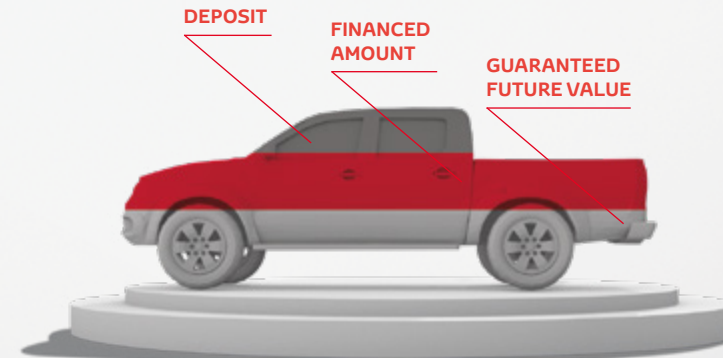 DEPOSIT
FINANCED
AMOUNT
GUARANTEED
FUTURE VALUE